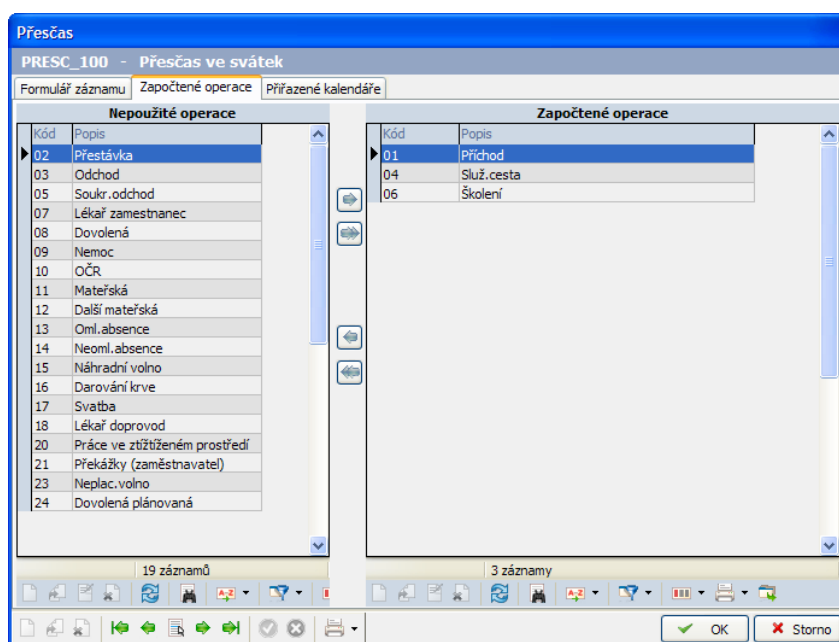 Přesčas
PRESC_100 - Přesčas ve svátek
Formulář záznamu Započtené operace Přiřazené kalendáře
Nepoužité operace
Kód Popis
02 Přestávka
03 Odchod
05 Soukr.odchod
07 Lékař zamestnanec
08 Dovolená
09 Nemoc
10 OČR
11 Mateřská
12 Další mateřská
13 Oml.absence
14 Neoml.absence
15 Náhradní volno
16 Darování krve
17 Svatba
18 Lékař doprovod
20 Práce ve ztížtíženém prostředí
21 Překážky (zaměstnavatel)
23 Neplac.volno
24 Dovolená plánovaná
19 záznamů
Započtené operace
Kód Popis
01 Příchod
04 Služ.cesta
06 Školení
3 záznamy
OK Storno